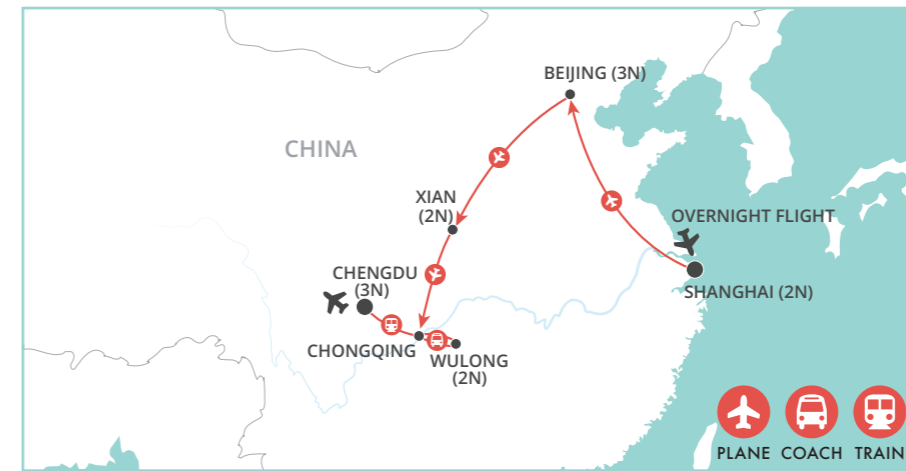 BEIJING (3N)
CHINA
XIAN
(2N)
OVERNIGHT FLIGHT
CHENGDU
(3N)
SHANGHAI (2N)
CHONGQING
WULONG
(2N)
PLANE COACH TRAIN